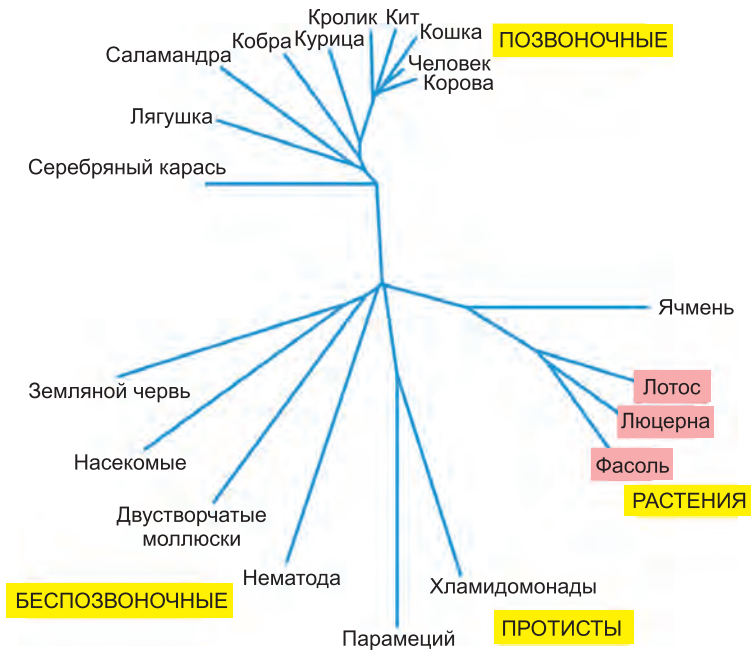 Кролик Кит
Кобра Курица
Кошка
ПОЗВОНОЧНЫЕ
Саламандра
Человек
Корова
Лягушка
Серебряный карась
Ячмень
Земляной червь
Лотос
Люцерна
Насекомые
Фасоль
РАСТЕНИЯ
Двустворчатые
моллюски
Нематода
Хламидомонады
БЕСПОЗВОНОЧНЫЕ
ПРОТИСТЫ
Парамеций